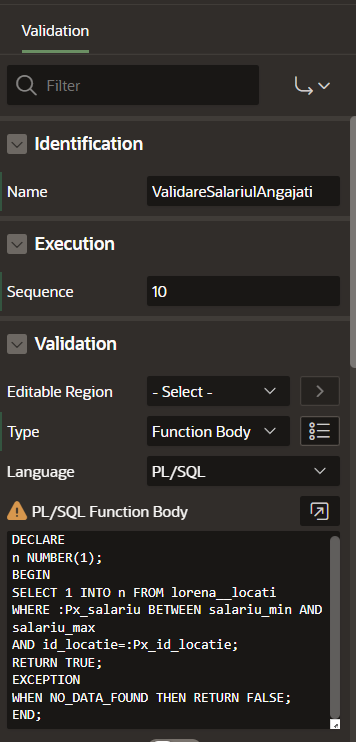 Validation
Filter
Identification
Name ValidareSalariulAngajati
Execution
Sequence 10
Validation
Editable Region - Select -
Type Function Body
Language PL/SQL
PL/SQL Function Body
DECLARE
n NUMBER(1);
BEGIN
SELECT 1 INTO n FROM lorena__locati
WHERE :Px_salariu BETWEEN salariu_min AND
salariu_max
AND id_locatie=:Px_id_locatie;
RETURN TRUE;
EXCEPTION
WHEN NO_DATA_FOUND THEN RETURN FALSE;
END;